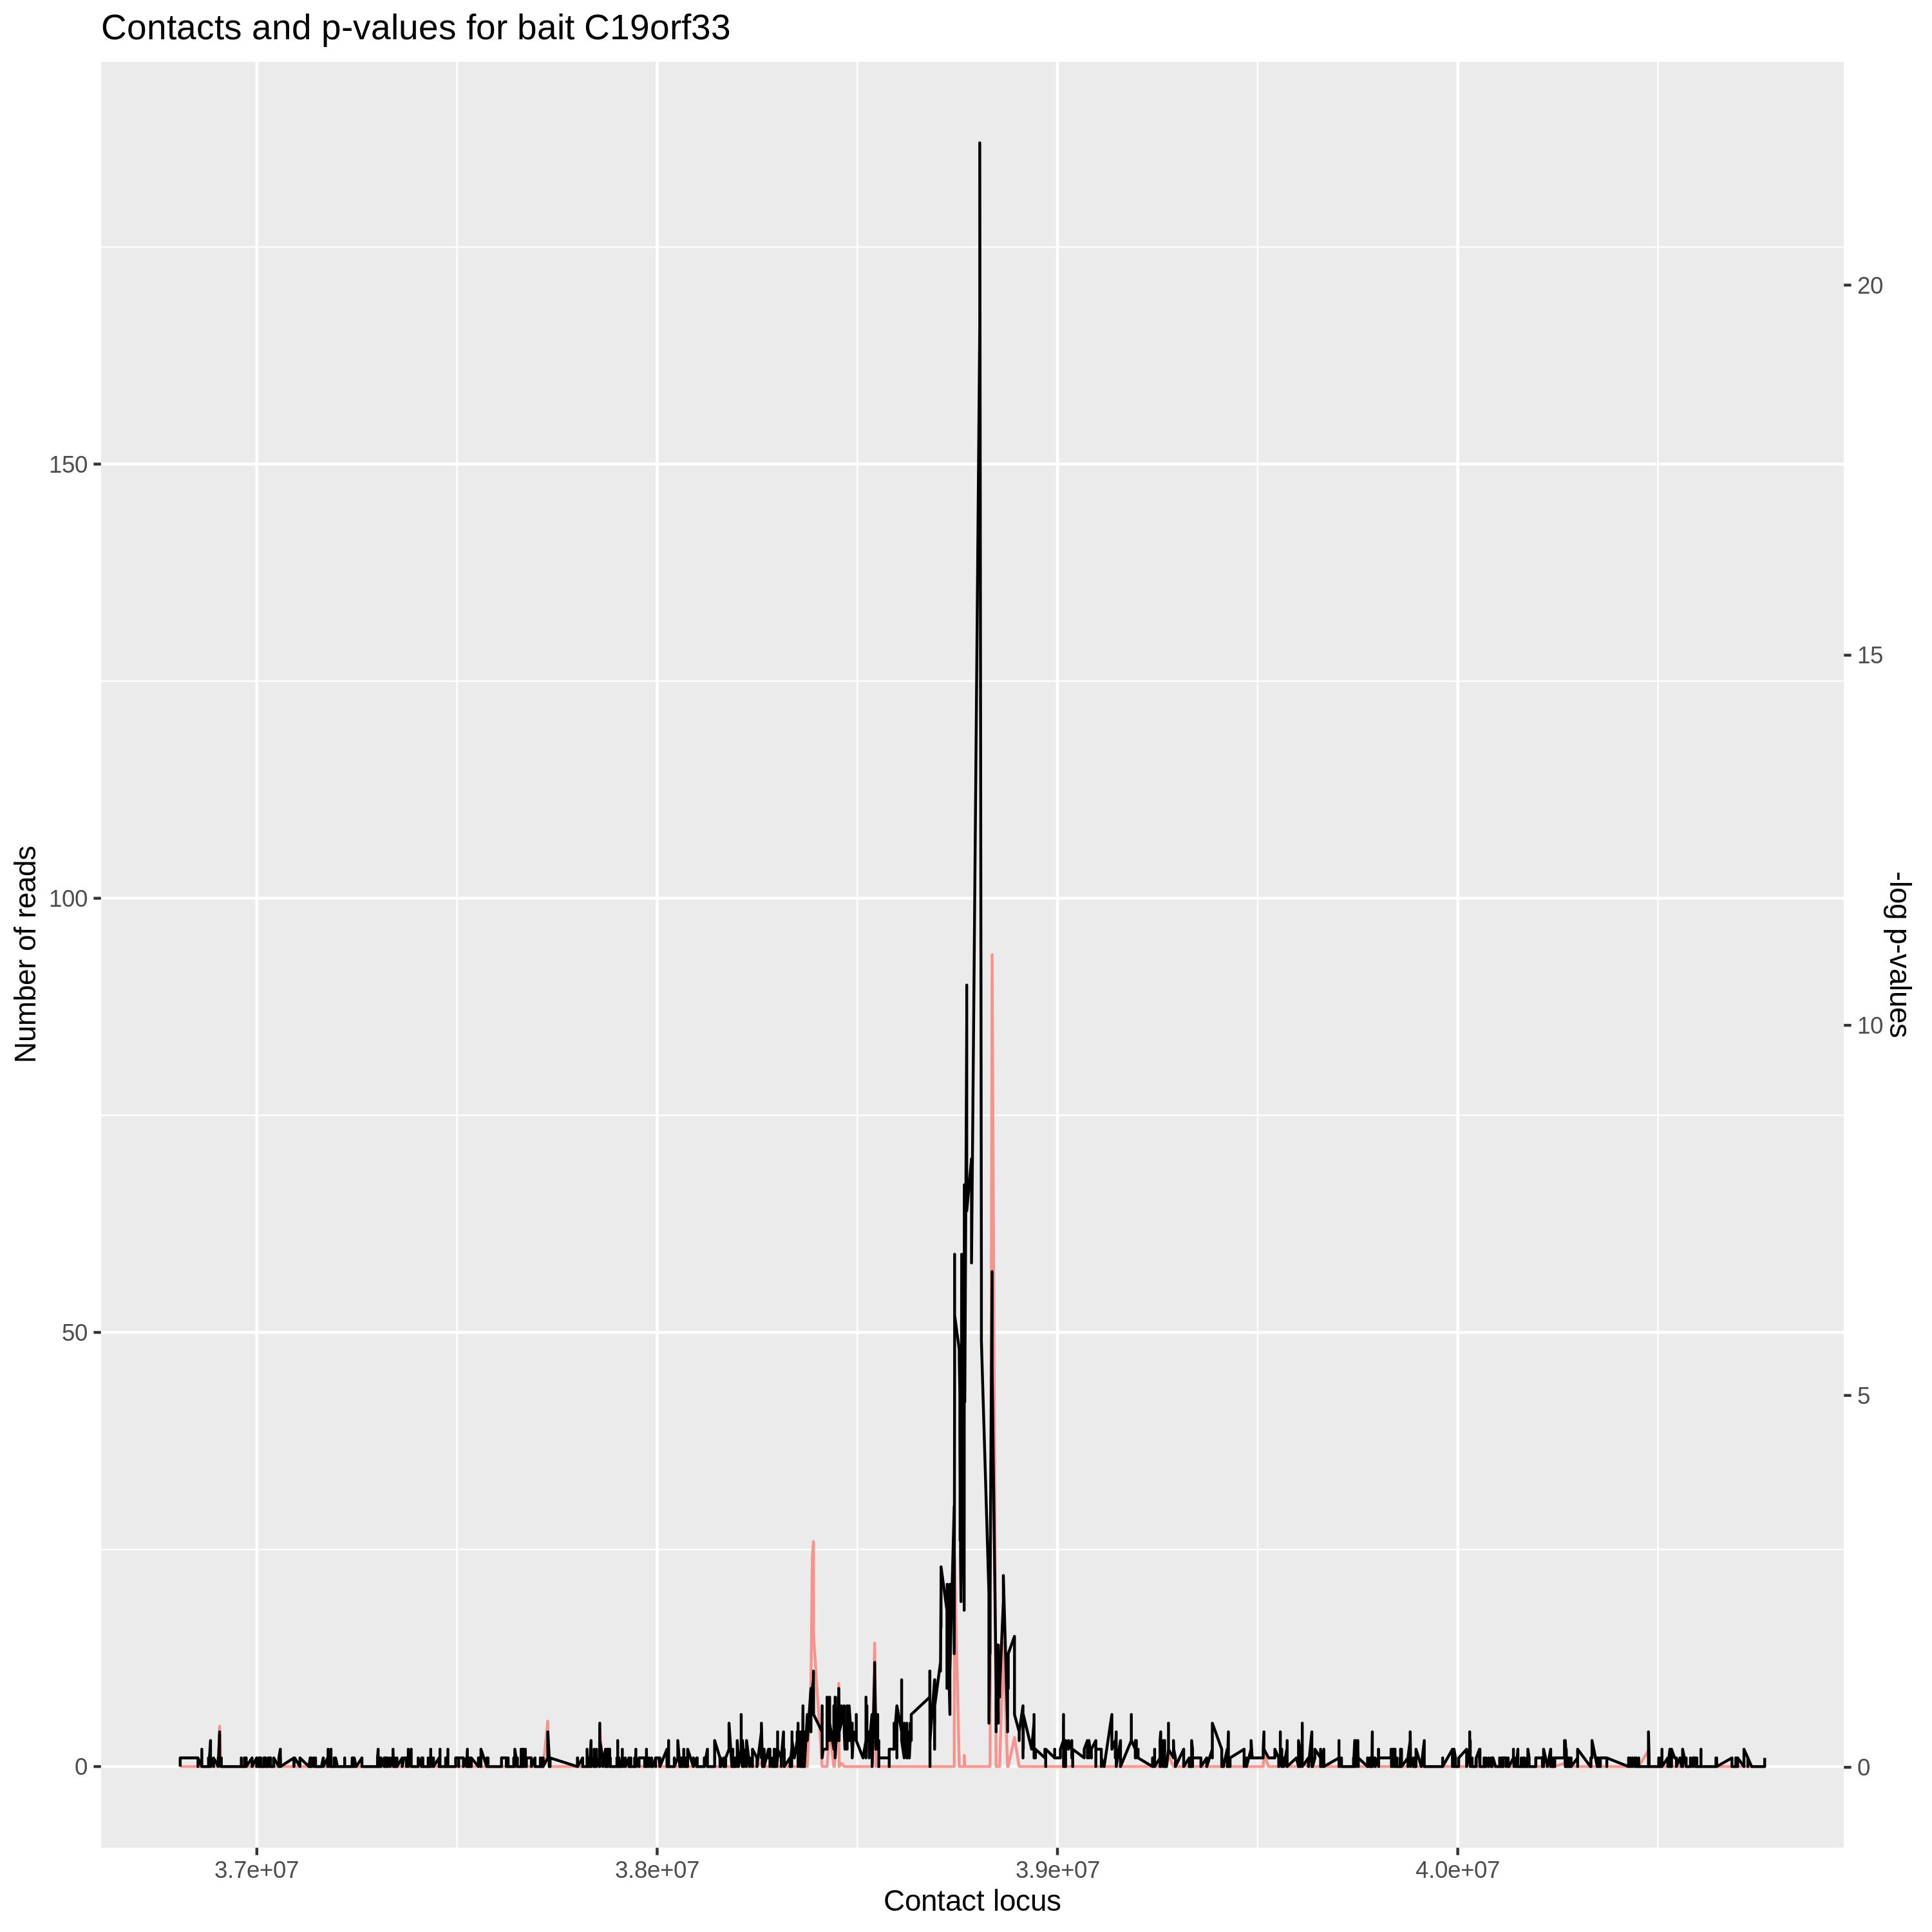 Contacts and p-values for bait C19orf33
Number of reads
150
100
50
0
20
15
10
5
0
-log p-values
3.7e+07
3.8e+07
3.9e+07
4.0e+07
Contact locus